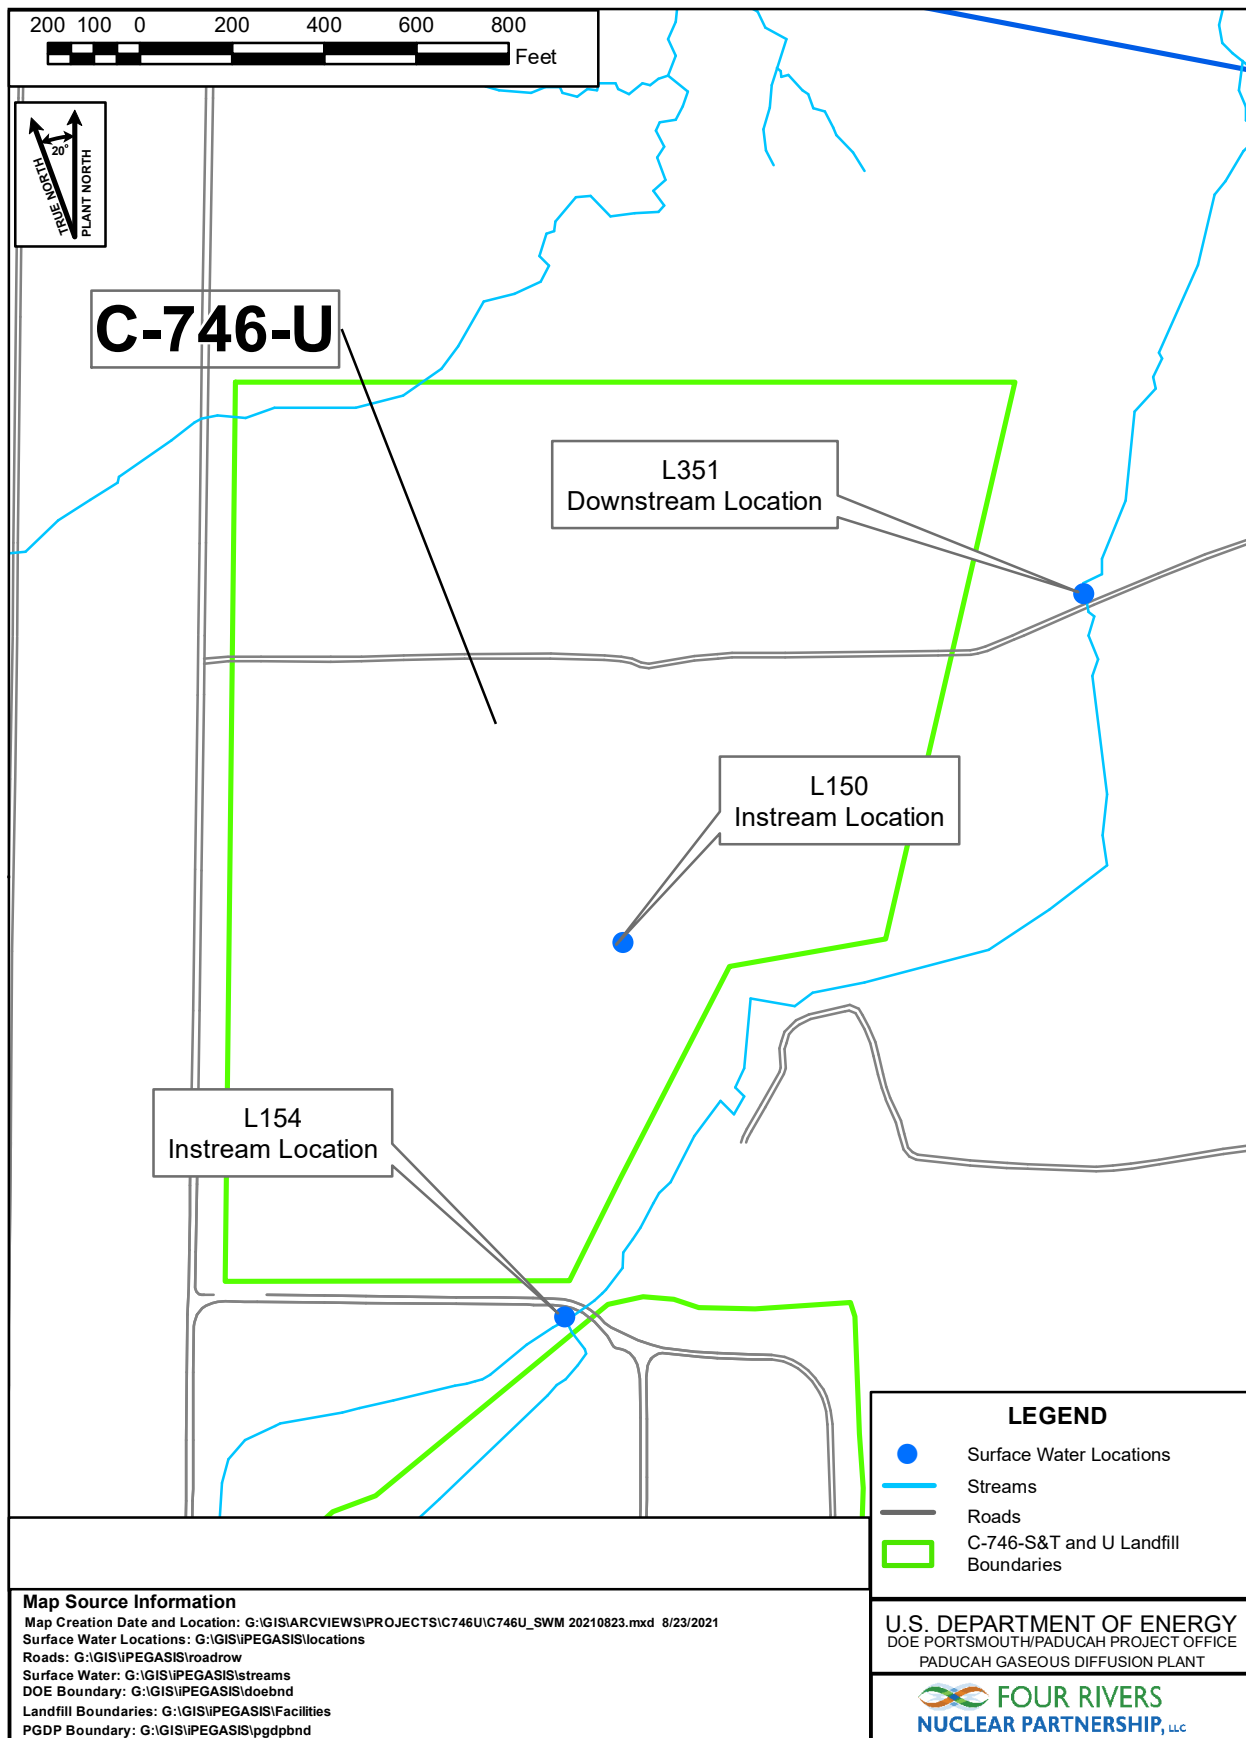 200 100 0 200 400 600 800
Feet
20°
TRUE NORTH
PLANT NORTH
C-746-U
L351
Downstream Location
L150
Instream Location
L154
Instream Location
LEGEND
Surface Water Locations
Streams
Roads
C-746-S&T and U Landfill
Boundaries
Map Source Information
Map Creation Date and Location: G:\GIS\ARCVIEWS\PROJECTS\C746U\C746U_SWM 20210823.mxd 8/23/2021
Surface Water Locations: G:\GIS\iPEGASIS\locations
Roads: G:\GIS\iPEGASIS\roadrow
Surface Water: G:\GIS\iPEGASIS\streams
DOE Boundary: G:\GIS\iPEGASIS\doebnd
Landfill Boundaries: G:\GIS\iPEGASIS\Facilities
PGDP Boundary: G:\GIS\iPEGASIS\pgdpbnd
U.S. DEPARTMENT OF ENERGY
DOE PORTSMOUTH/PADUCAH PROJECT OFFICE
PADUCAH GASEOUS DIFFUSION PLANT
FOUR RIVERS
NUCLEAR PARTNERSHIP, LLC